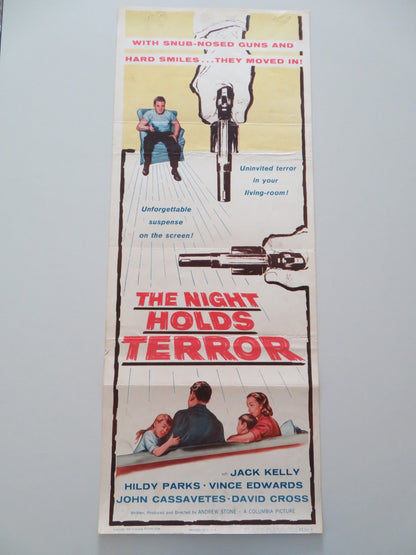 WITH SNUB-NOSED GUNS AND
HARD SMILES...THEY MOVED IN!
Uninvited terror
in your
living-room!
Unforgettable
suspense
on the screen!
THE NIGHT
HOLDS
TERROR
with JACK KELLY
HILDY PARKS · VINCE EDWARDS
JOHN CASSAVETES · DAVID CROSS
Written, Produced and Directed by ANDREW STONE · A COLUMBIA PICTURE